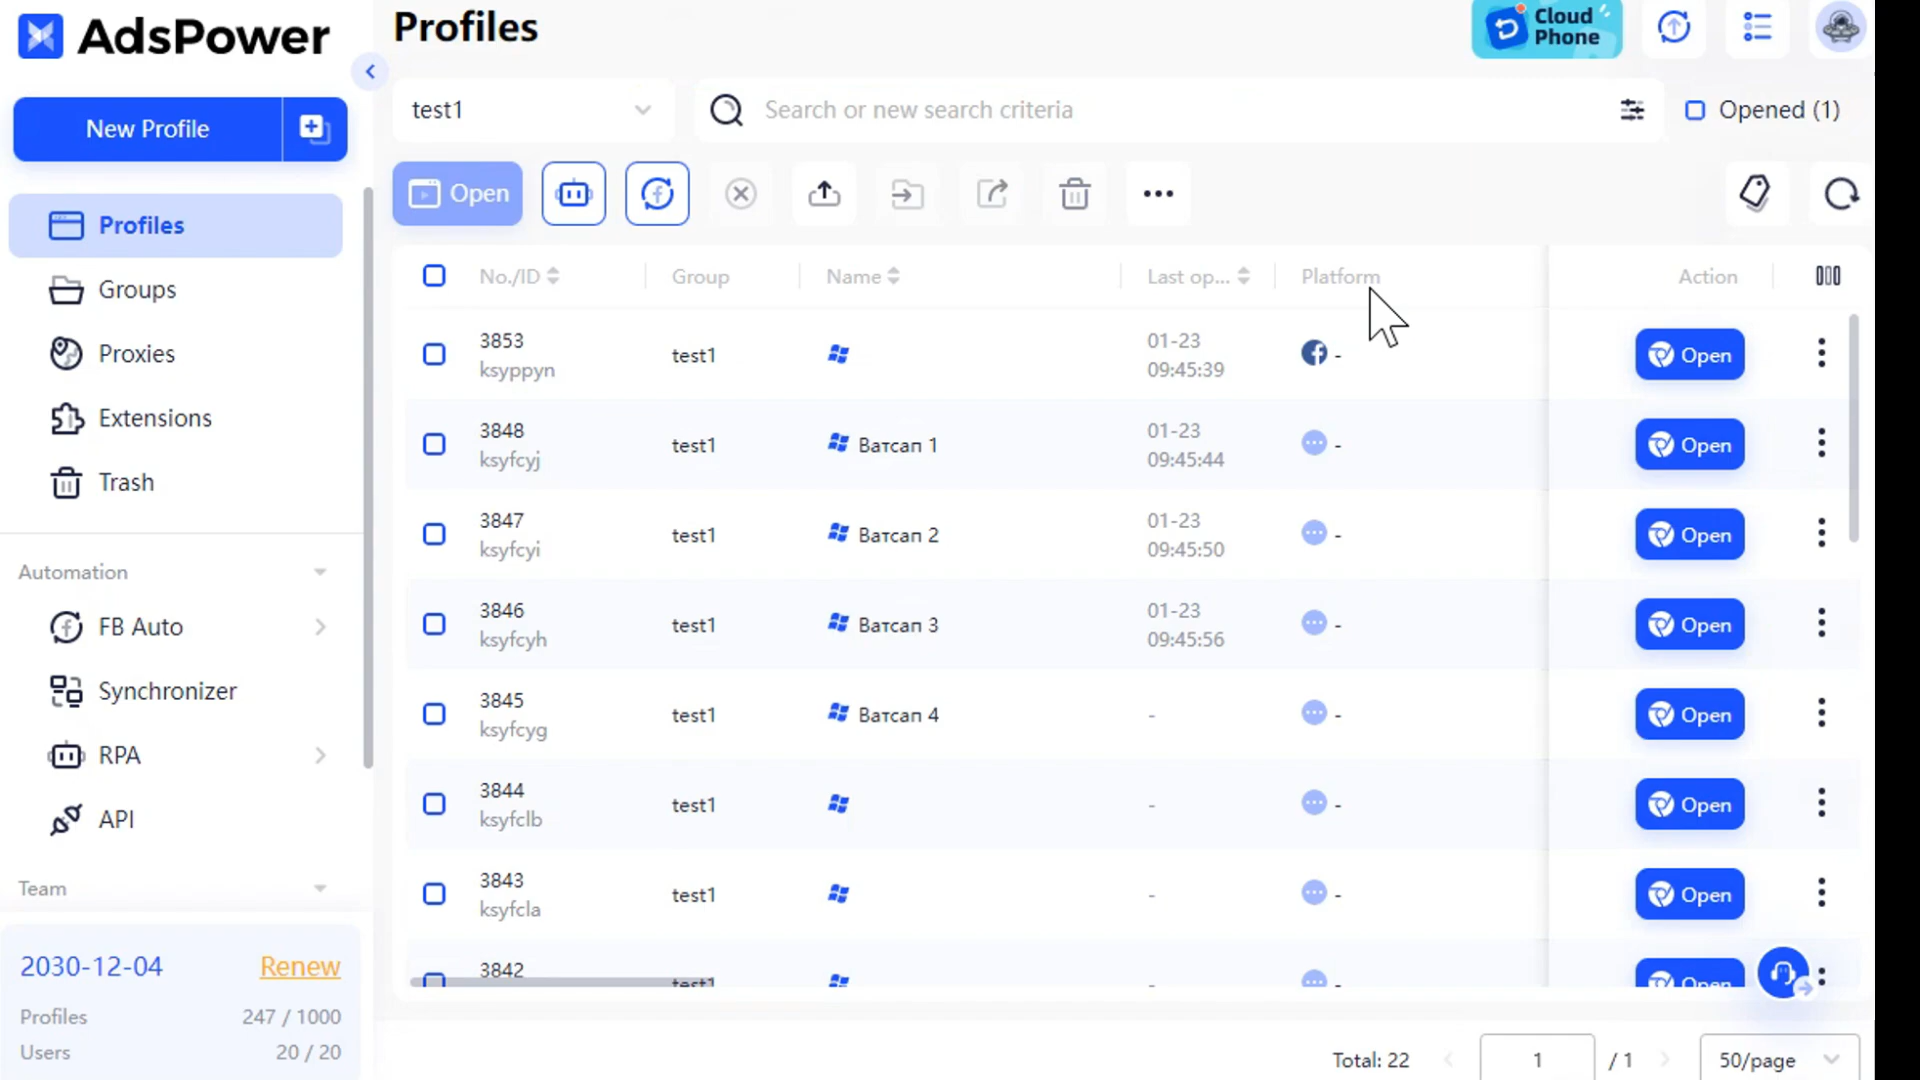 AdsPower
Profiles
Cloud
Phone
New Profile
test1
Search or new search criteria
Opened (1)
Open
Profiles
Groups
Proxies
Extensions
Trash
Automation
FB Auto
Synchronizer
RPA
API
Team
2030-12-04
Renew
Profiles 247 / 1000
Users 20 / 20
No./ID Group Name Last op... Platform Action
3853
ksyppyn
test1
01-23
09:45:39
-
Open
3848
ksyfcyj
test1
Ватсап 1
01-23
09:45:44
-
Open
3847
ksyfcyi
test1
Ватсап 2
01-23
09:45:50
-
Open
3846
ksyfcyh
test1
Ватсап 3
01-23
09:45:56
-
Open
3845
ksyfcyg
test1
Ватсап 4
-
-
Open
3844
ksyfclb
test1
-
-
Open
3843
ksyfcla
test1
-
-
Open
3842
test1
-
-
Open
Total: 22
1
/ 1
50/page